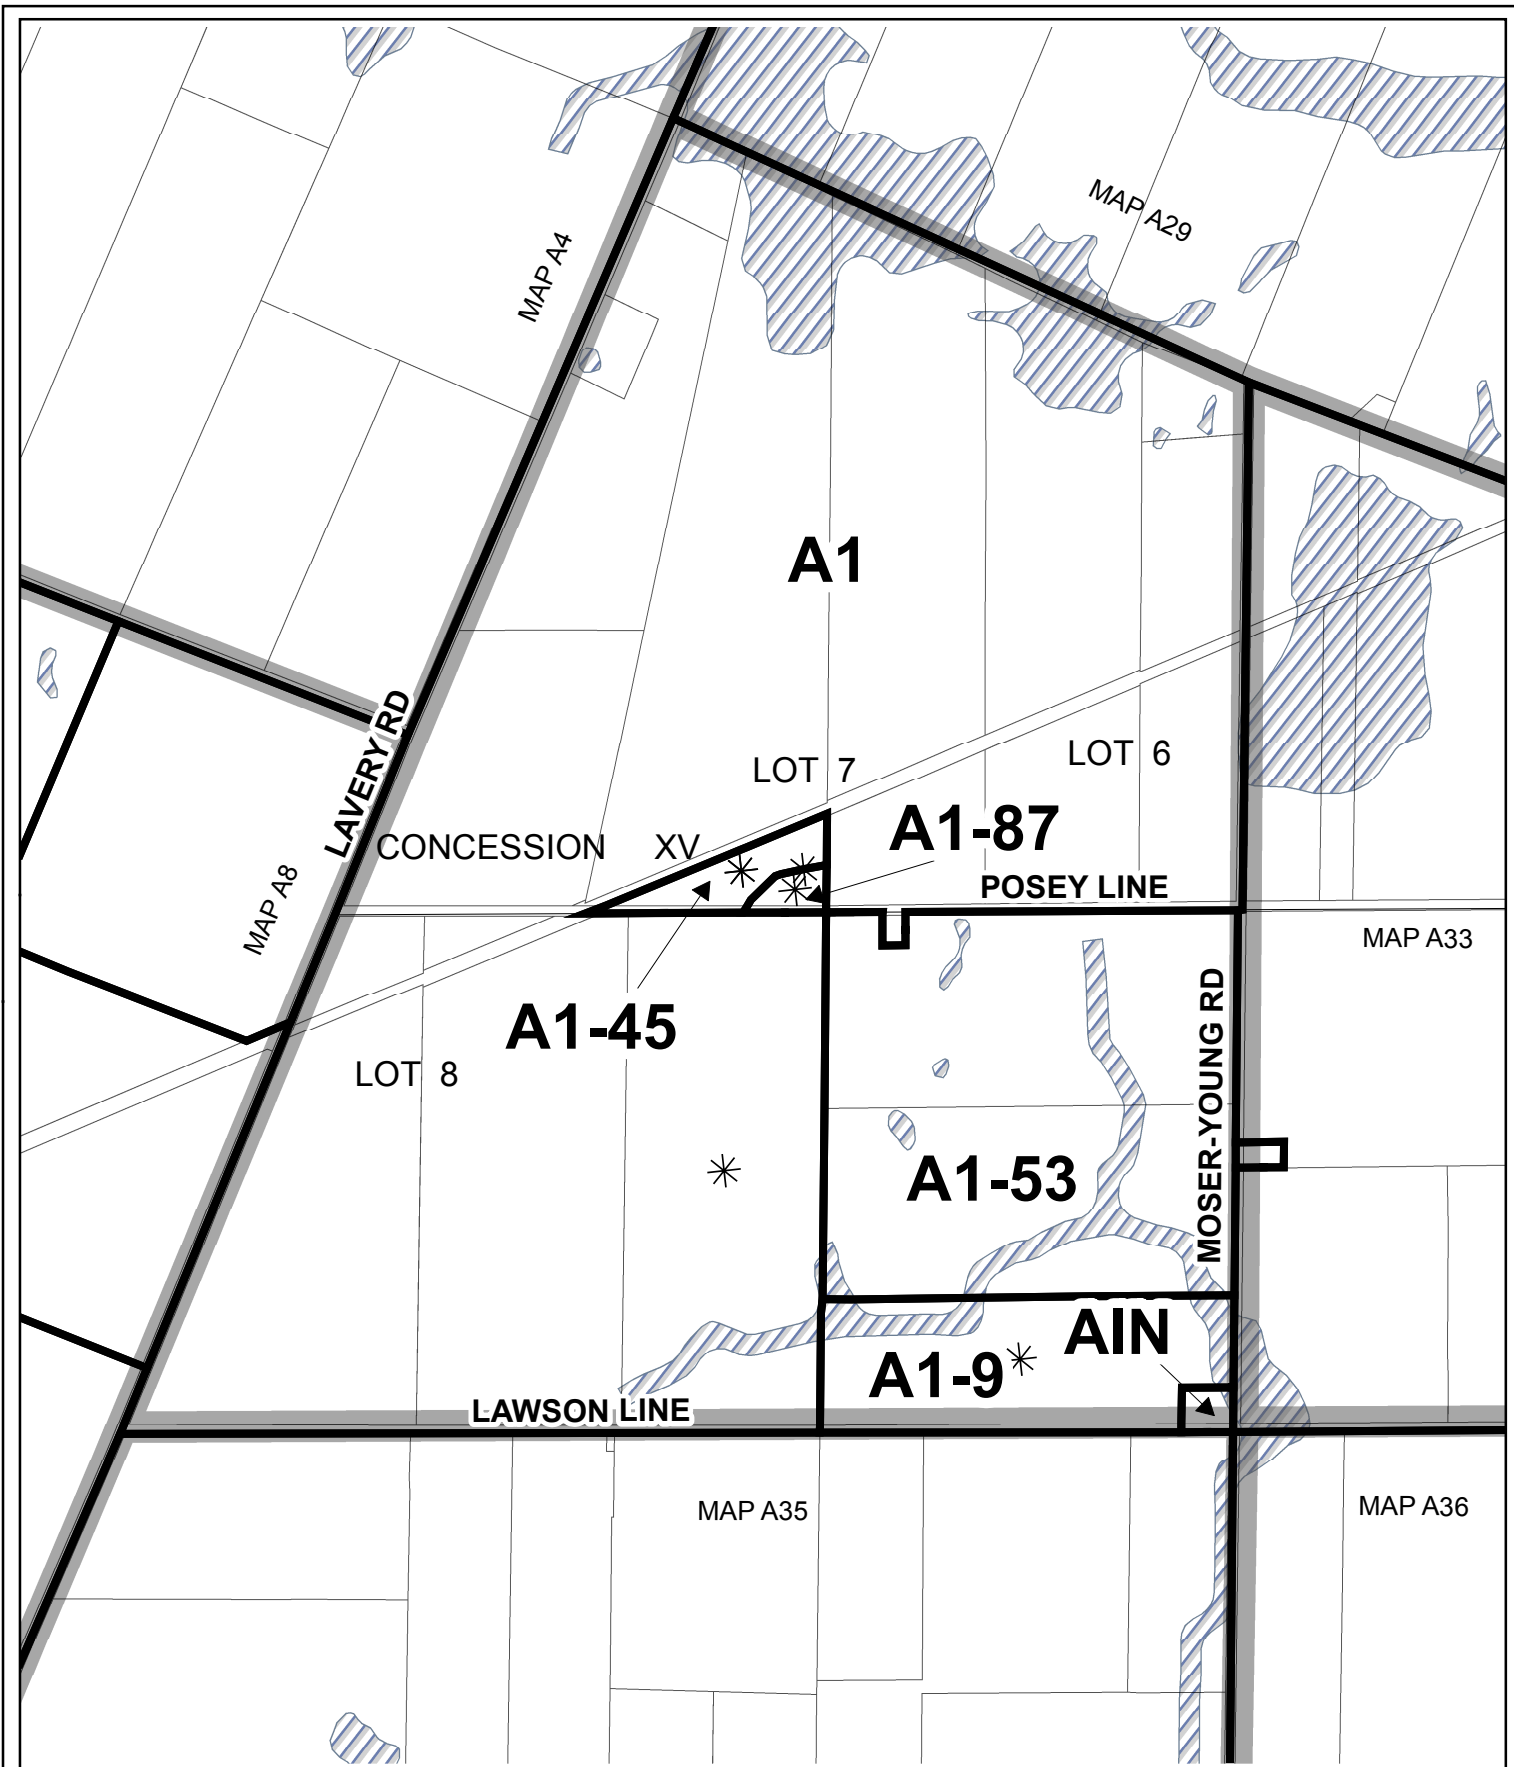 MAP A29
MAP A4
A1
LAVERY RD
LOT 7
LOT 6
A1-87
CONCESSION XV
POSEY LINE
MAP A8
MAP A33
A1-45
MOSER-YOUNG RD
LOT 8
A1-53
AIN
A1-9
LAWSON LINE
MAP A35
MAP A36